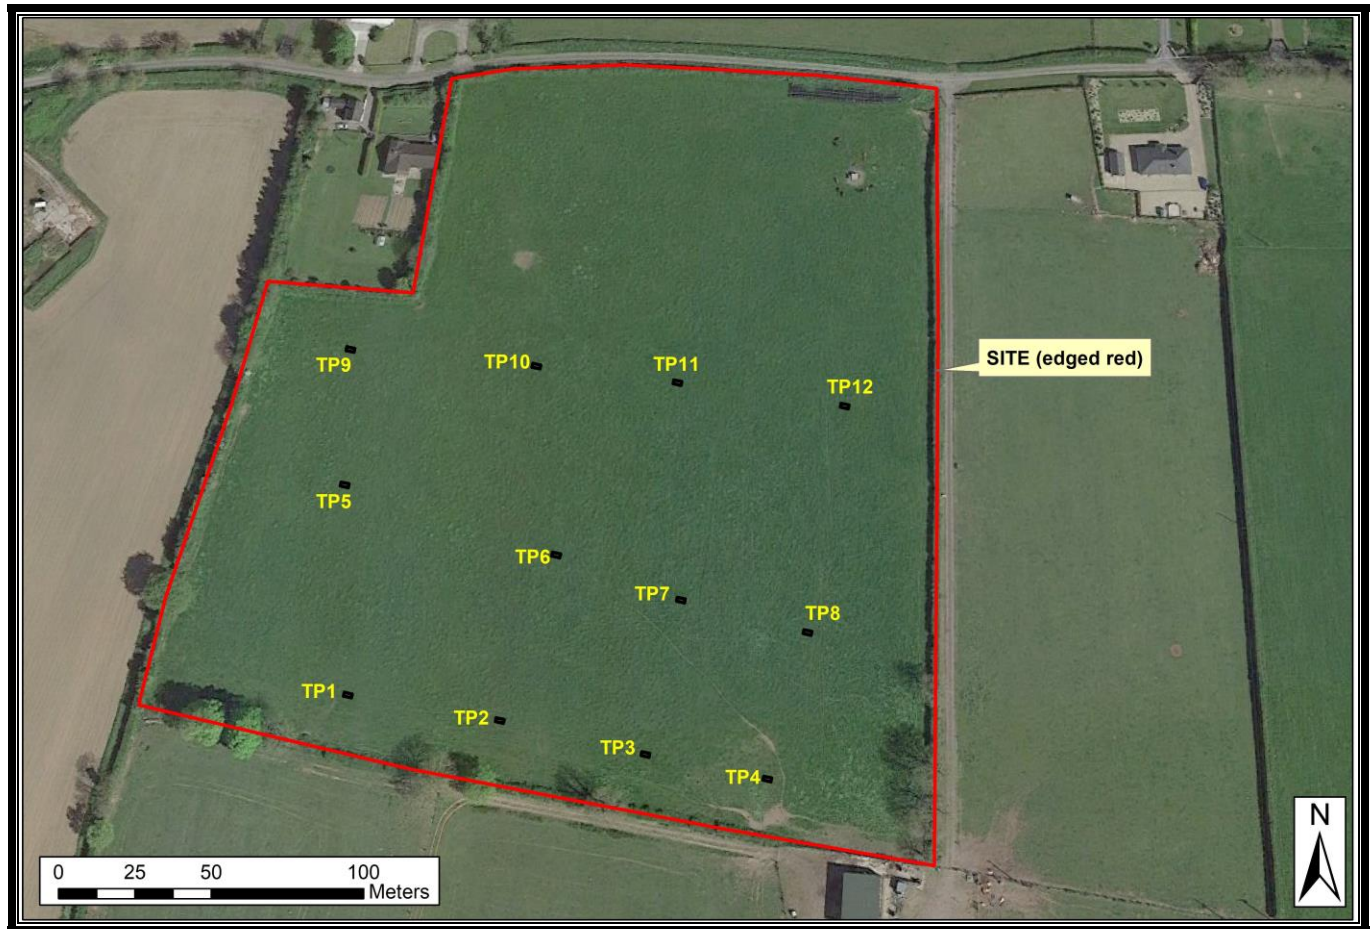 TP9
TP10
TP11
SITE (edged red)
TP12
TP5
TP6
TP7
TP8
TP1
TP2
TP3
TP4
N
0 25 50 100
Meters